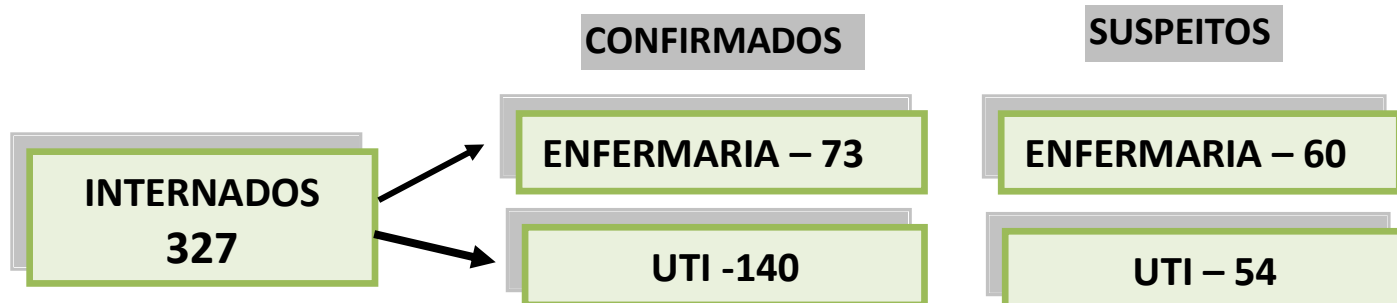 CONFIRMADOS
SUSPEITOS
ENFERMARIA – 73
ENFERMARIA – 60
INTERNADOS
327
UTI -140
UTI – 54